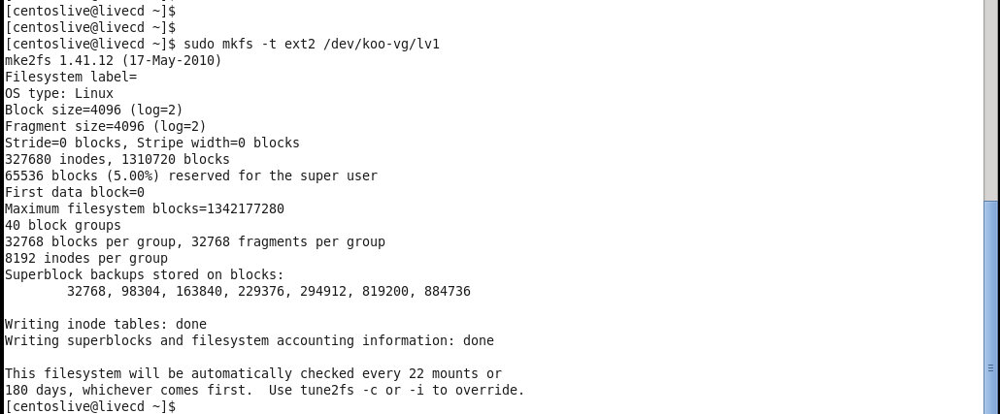 [centoslive@livecd ~]$
[centoslive@livecd ~]$
[centoslive@livecd ~]$ sudo mkfs -t ext2 /dev/koo-vg/lv1
mke2fs 1.41.12 (17-May-2010)
Filesystem label=
OS type: Linux
Block size=4096 (log=2)
Fragment size=4096 (log=2)
Stride=0 blocks, Stripe width=0 blocks
327680 inodes, 1310720 blocks
65536 blocks (5.00%) reserved for the super user
First data block=0
Maximum filesystem blocks=1342177280
40 block groups
32768 blocks per group, 32768 fragments per group
8192 inodes per group
Superblock backups stored on blocks:
32768, 98304, 163840, 229376, 294912, 819200, 884736
Writing inode tables: done
Writing superblocks and filesystem accounting information: done
This filesystem will be automatically checked every 22 mounts or
180 days, whichever comes first.  Use tune2fs -c or -i to override.
[centoslive@livecd ~]$